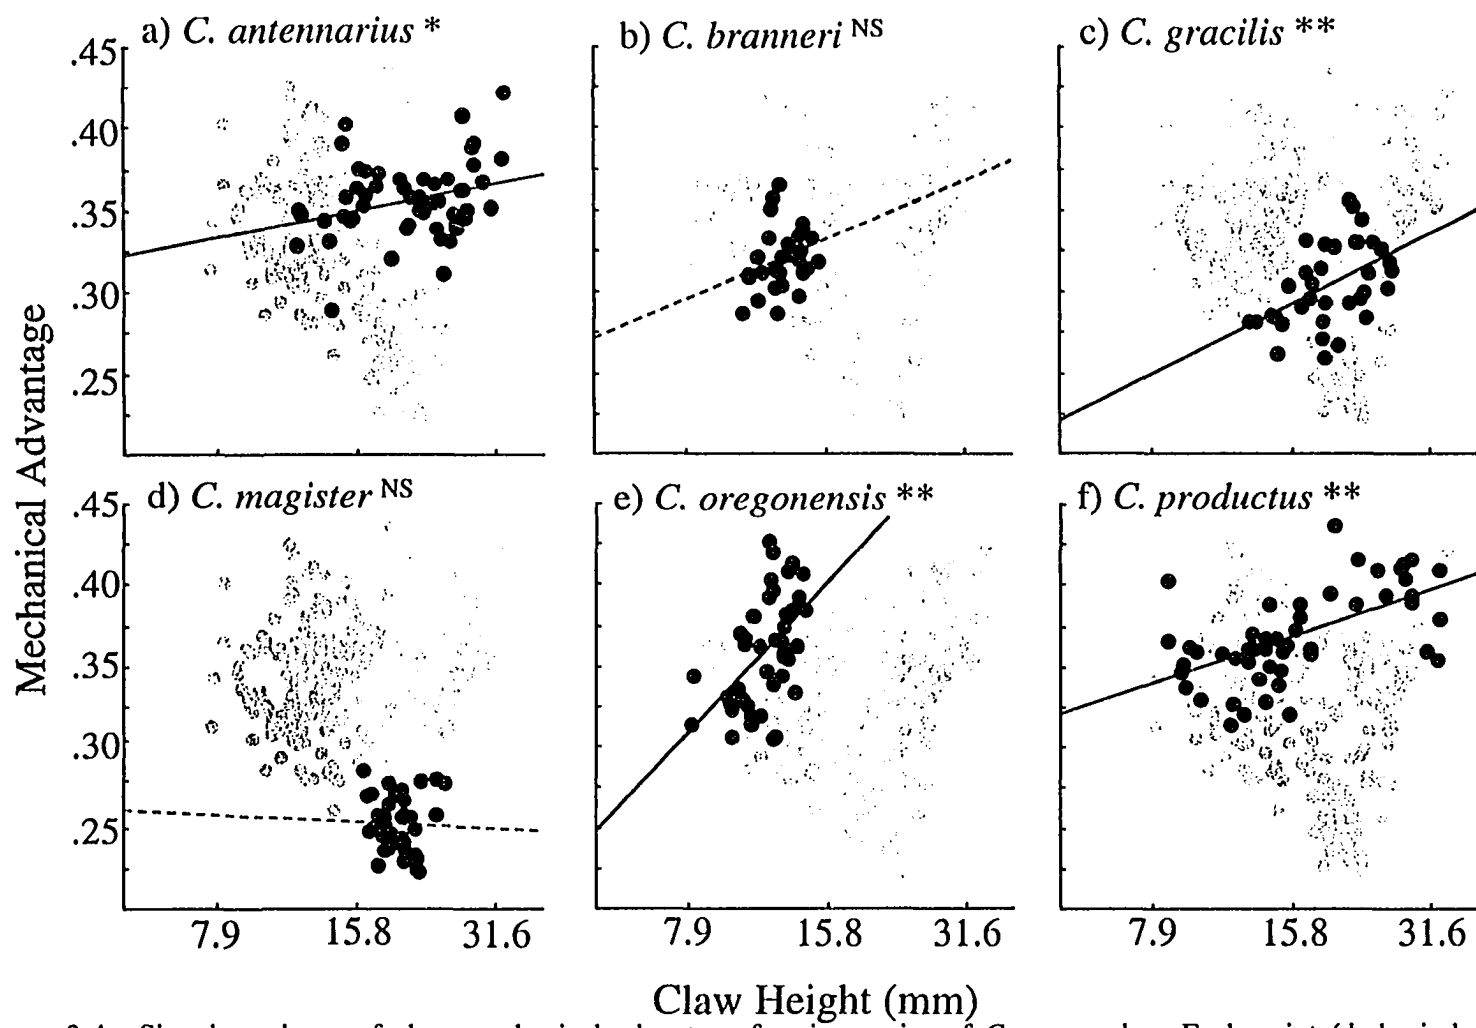 a) C. antennarius *
b) C. branneri NS
c) C. gracilis **
.45
.40
.35
.30
.25
d) C. magister NS
e) C. oregonensis **
f) C. productus **
.45
.40
.35
.30
.25
Mechanical Advantage
7.9 15.8 31.6
7.9 15.8 31.6
7.9 15.8 31.6
Claw Height (mm)